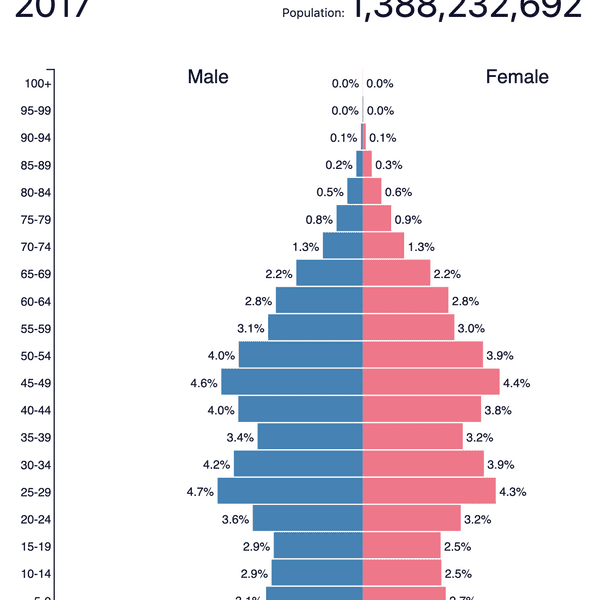 2017 Population: 1,388,232,692
Male Female
100+ 0.0% 0.0%
95-99 0.0% 0.0%
90-94 0.1% 0.1%
85-89 0.2% 0.3%
80-84 0.5% 0.6%
75-79 0.8% 0.9%
70-74 1.3% 1.3%
65-69 2.2% 2.2%
60-64 2.8% 2.8%
55-59 3.1% 3.0%
50-54 4.0% 3.9%
45-49 4.6% 4.4%
40-44 4.0% 3.8%
35-39 3.4% 3.2%
30-34 4.2% 3.9%
25-29 4.7% 4.3%
20-24 3.6% 3.2%
15-19 2.9% 2.5%
10-14 2.9% 2.5%
5-9 3.1% 2.7%